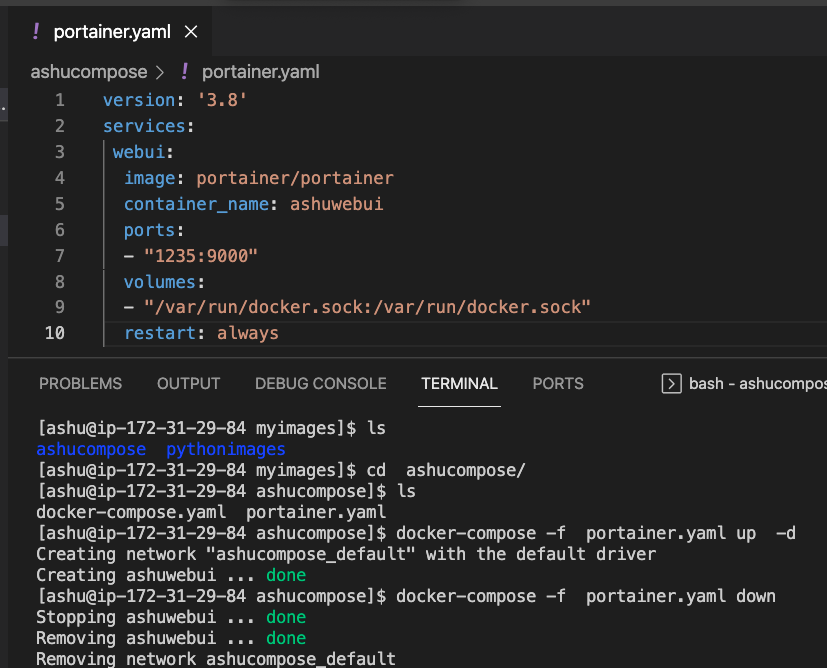 ! portainer.yaml ×
ashucompose > ! portainer.yaml
1 version: '3.8'
2 services:
3 webui:
4 image: portainer/portainer
5 container_name: ashuwebui
6 ports:
7 - "1235:9000"
8 volumes:
9 - "/var/run/docker.sock:/var/run/docker.sock"
10 restart: always
PROBLEMS OUTPUT DEBUG CONSOLE TERMINAL PORTS bash - ashucompos
[ashu@ip-172-31-29-84 myimages]$ ls
ashucompose pythonimages
[ashu@ip-172-31-29-84 myimages]$ cd ashucompose/
[ashu@ip-172-31-29-84 ashucompose]$ ls
docker-compose.yaml portainer.yaml
[ashu@ip-172-31-29-84 ashucompose]$ docker-compose -f portainer.yaml up -d
Creating network "ashucompose_default" with the default driver
Creating ashuwebui ... done
[ashu@ip-172-31-29-84 ashucompose]$ docker-compose -f portainer.yaml down
Stopping ashuwebui ... done
Removing ashuwebui ... done
Removing network ashucompose_default